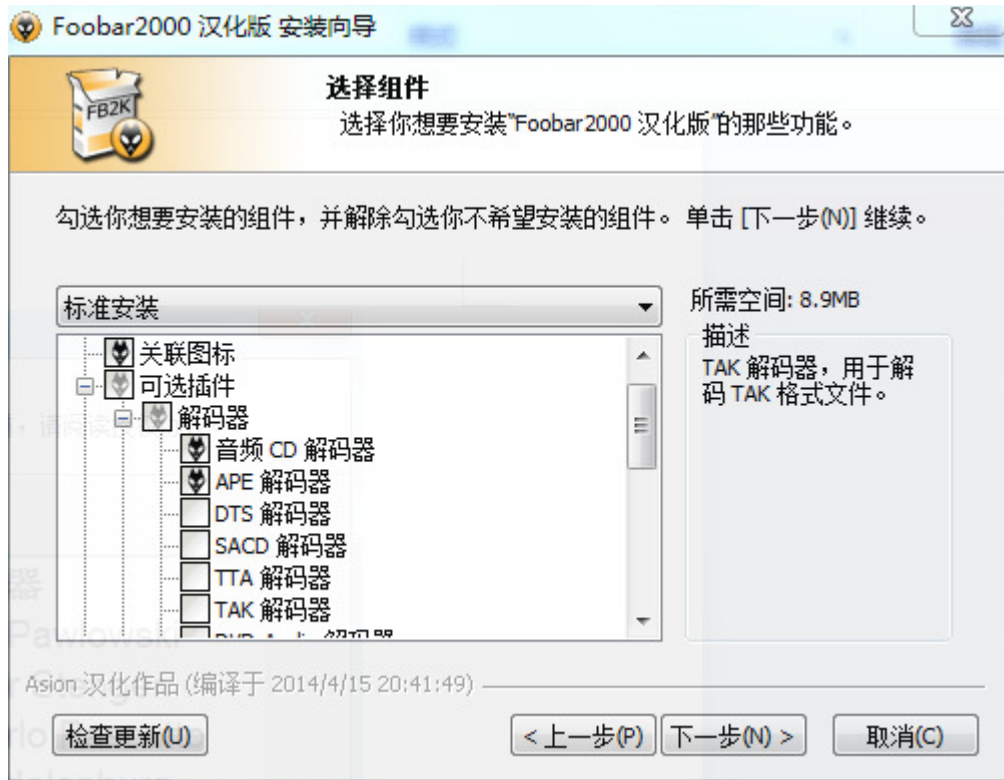 Foobar2000 汉化版 安装向导
FB2K
选择组件
选择你想要安装"Foobar2000 汉化版"的那些功能。
勾选你想要安装的组件，并解除勾选你不希望安装的组件。 单击 [下一步(N)] 继续。
标准安装
所需空间: 8.9MB
关联图标
可选插件
解码器
音频 CD 解码器
APE 解码器
DTS 解码器
SACD 解码器
TTA 解码器
TAK 解码器
描述
TAK 解码器，用于解
码 TAK 格式文件。
Pawlowski
Asion 汉化作品 (编译于 2014/4/15 20:41:49)
检查更新(U)
< 上一步(P)
下一步(N) >
取消(C)